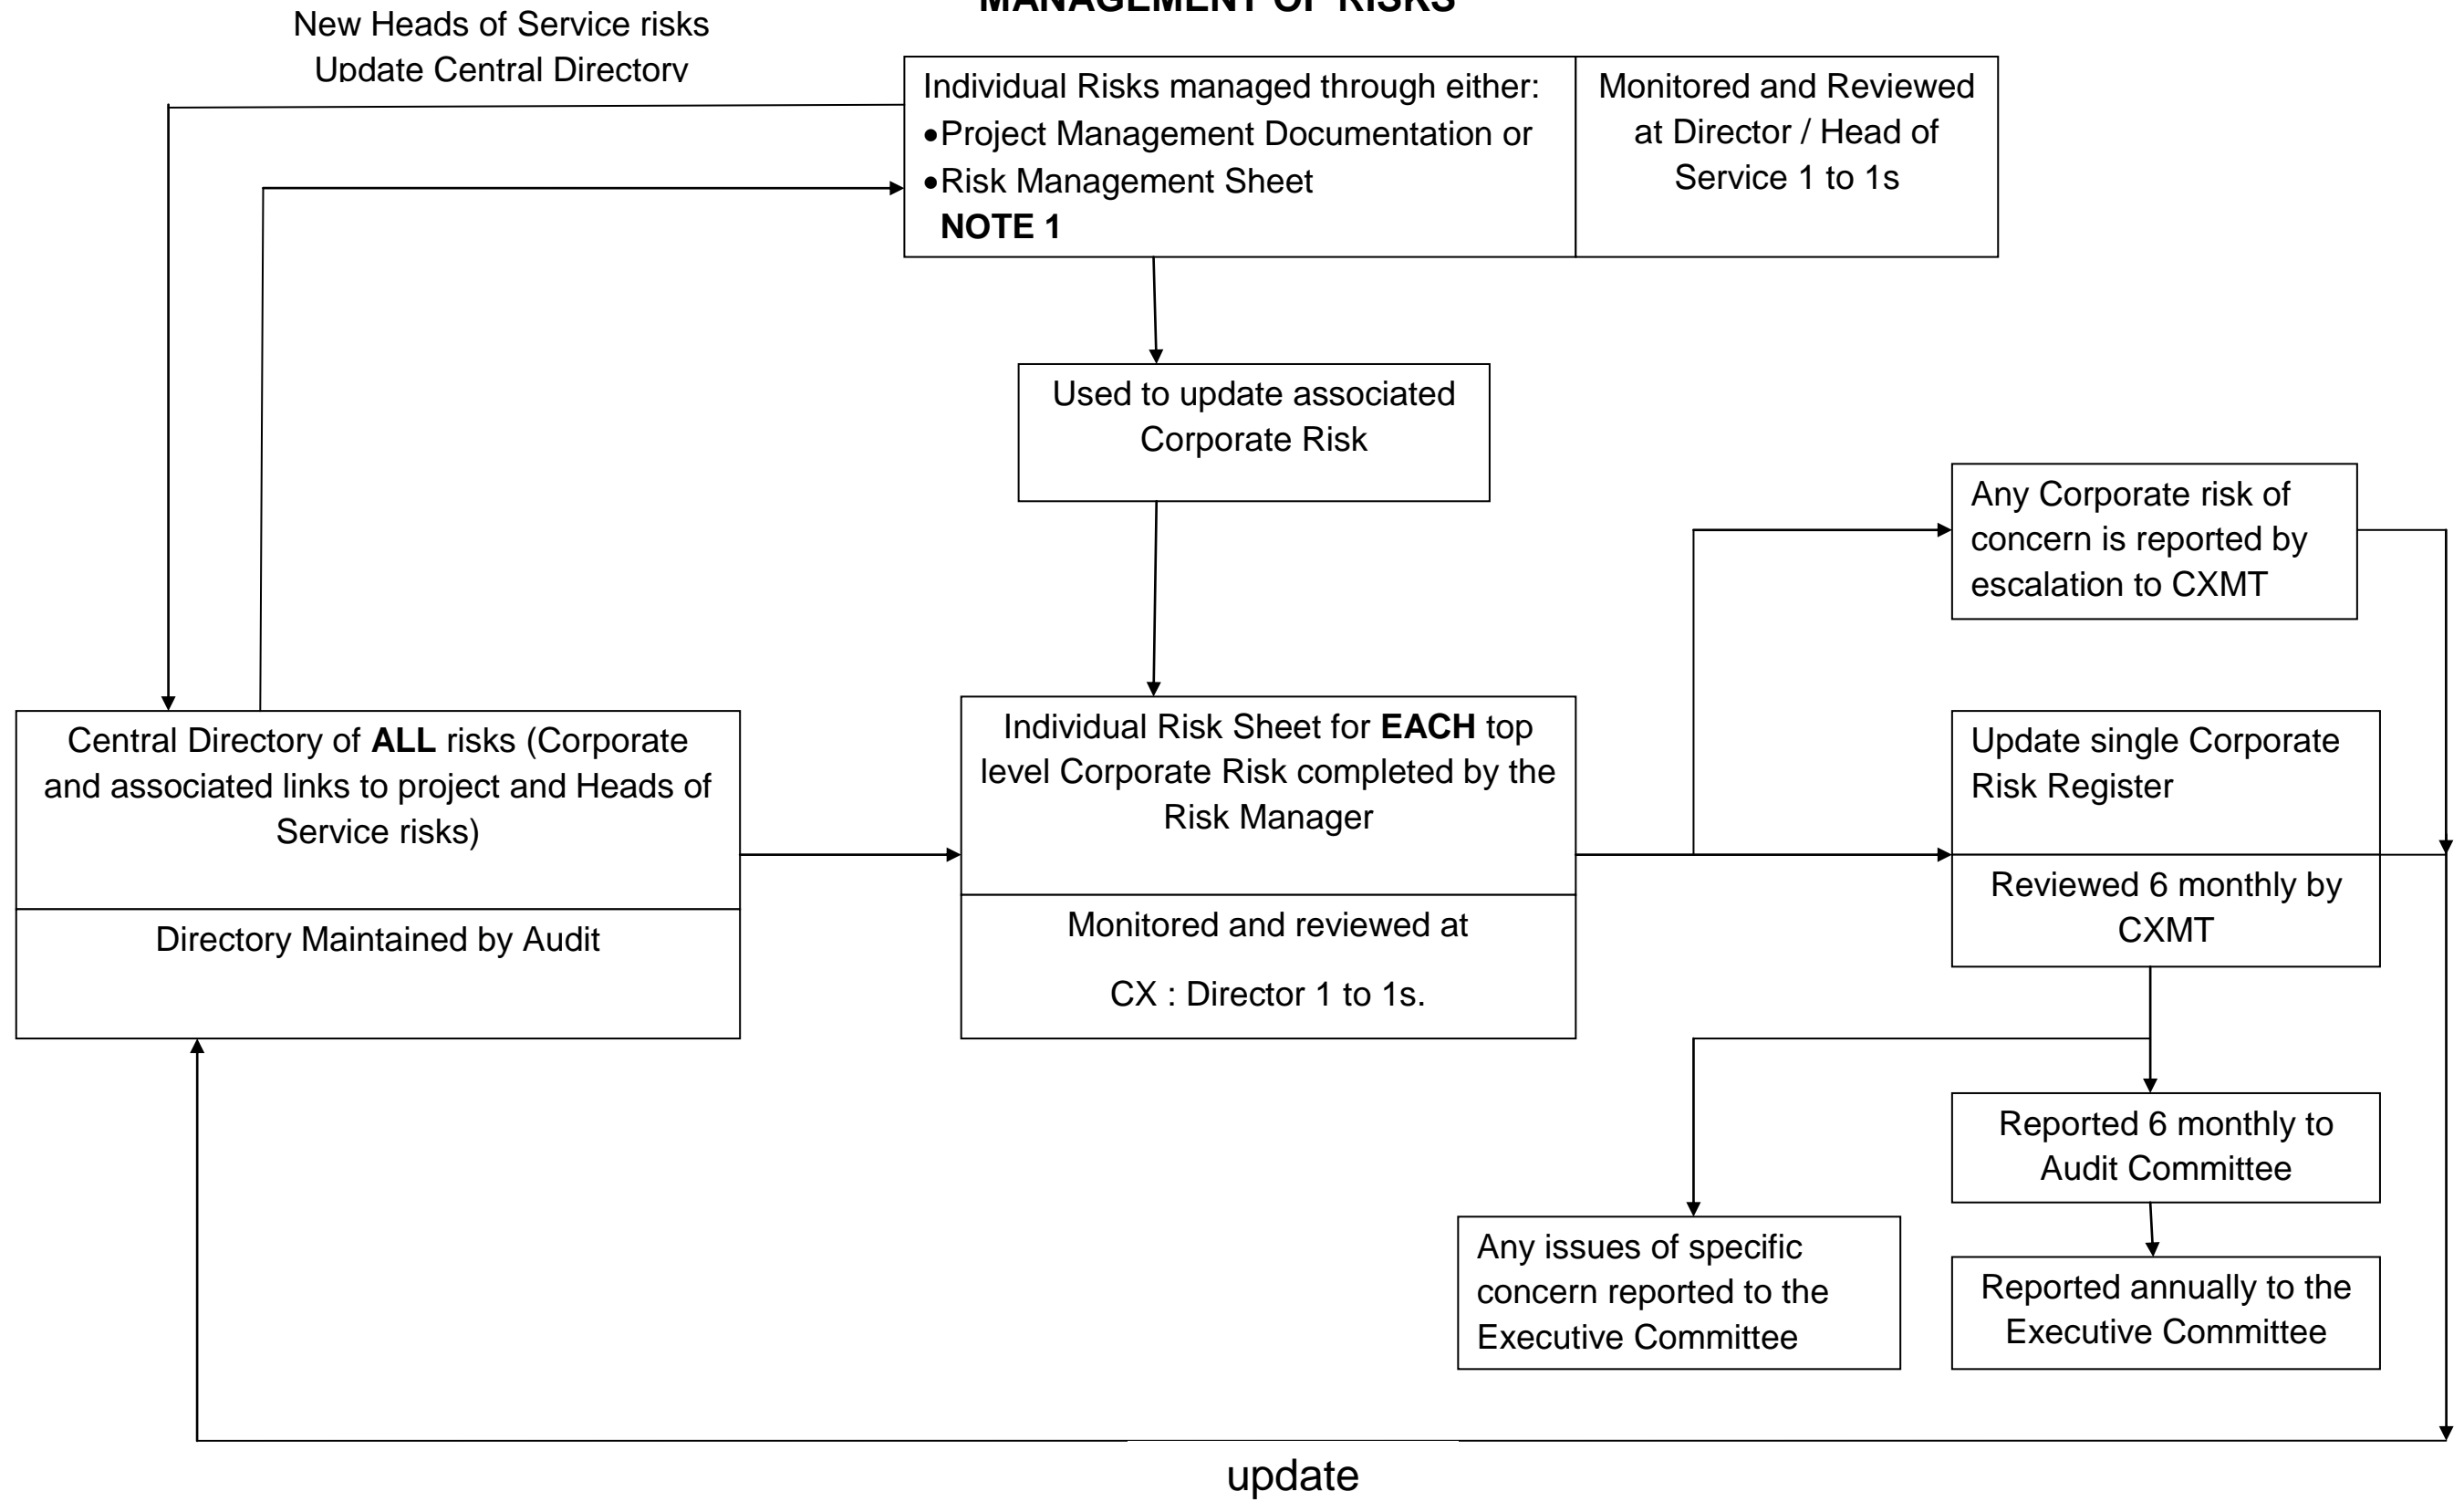 MANAGEMENT OF RISKS
New Heads of Service risks
Update Central Directory
Individual Risks managed through either:
•Project Management Documentation or
•Risk Management Sheet
NOTE 1
Monitored and Reviewed
at Director / Head of
Service 1 to 1s
Used to update associated
Corporate Risk
Any Corporate risk of
concern is reported by
escalation to CXMT
Central Directory of ALL risks (Corporate
and associated links to project and Heads of
Service risks)
Directory Maintained by Audit
Individual Risk Sheet for EACH top
level Corporate Risk completed by the
Risk Manager
Monitored and reviewed at
CX : Director 1 to 1s.
Update single Corporate
Risk Register
Reviewed 6 monthly by
CXMT
Reported 6 monthly to
Audit Committee
Any issues of specific
concern reported to the
Executive Committee
Reported annually to the
Executive Committee
update